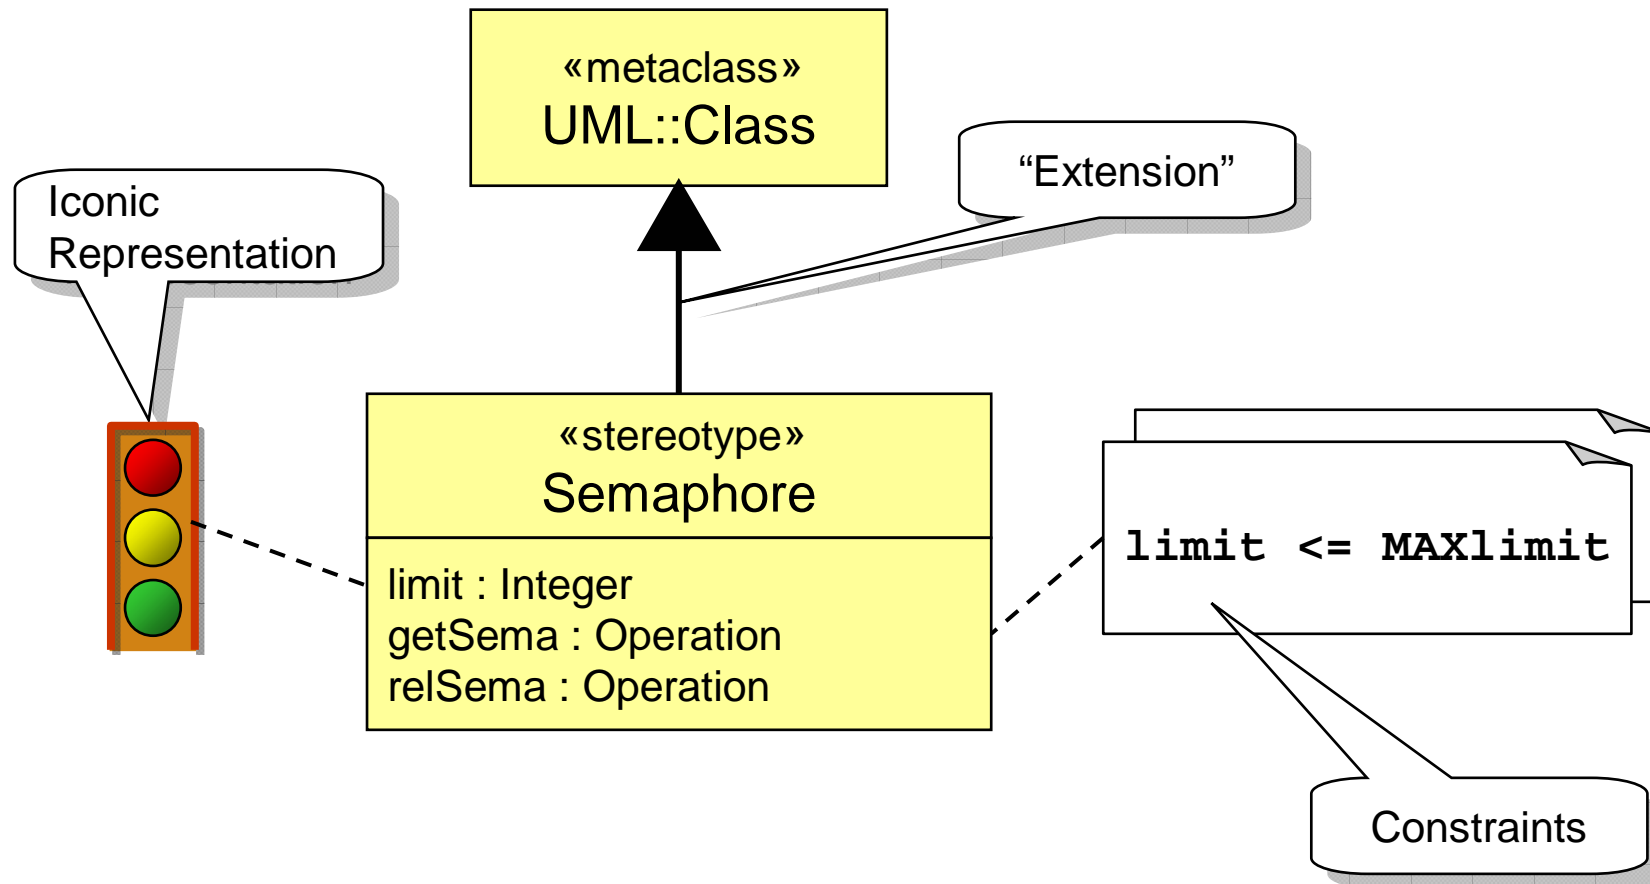 «metaclass»
UML::Class
“Extension”
Iconic
Representation
«stereotype»
Semaphore
limit : Integer
getSema : Operation
relSema : Operation
limit <= MAXlimit
Constraints